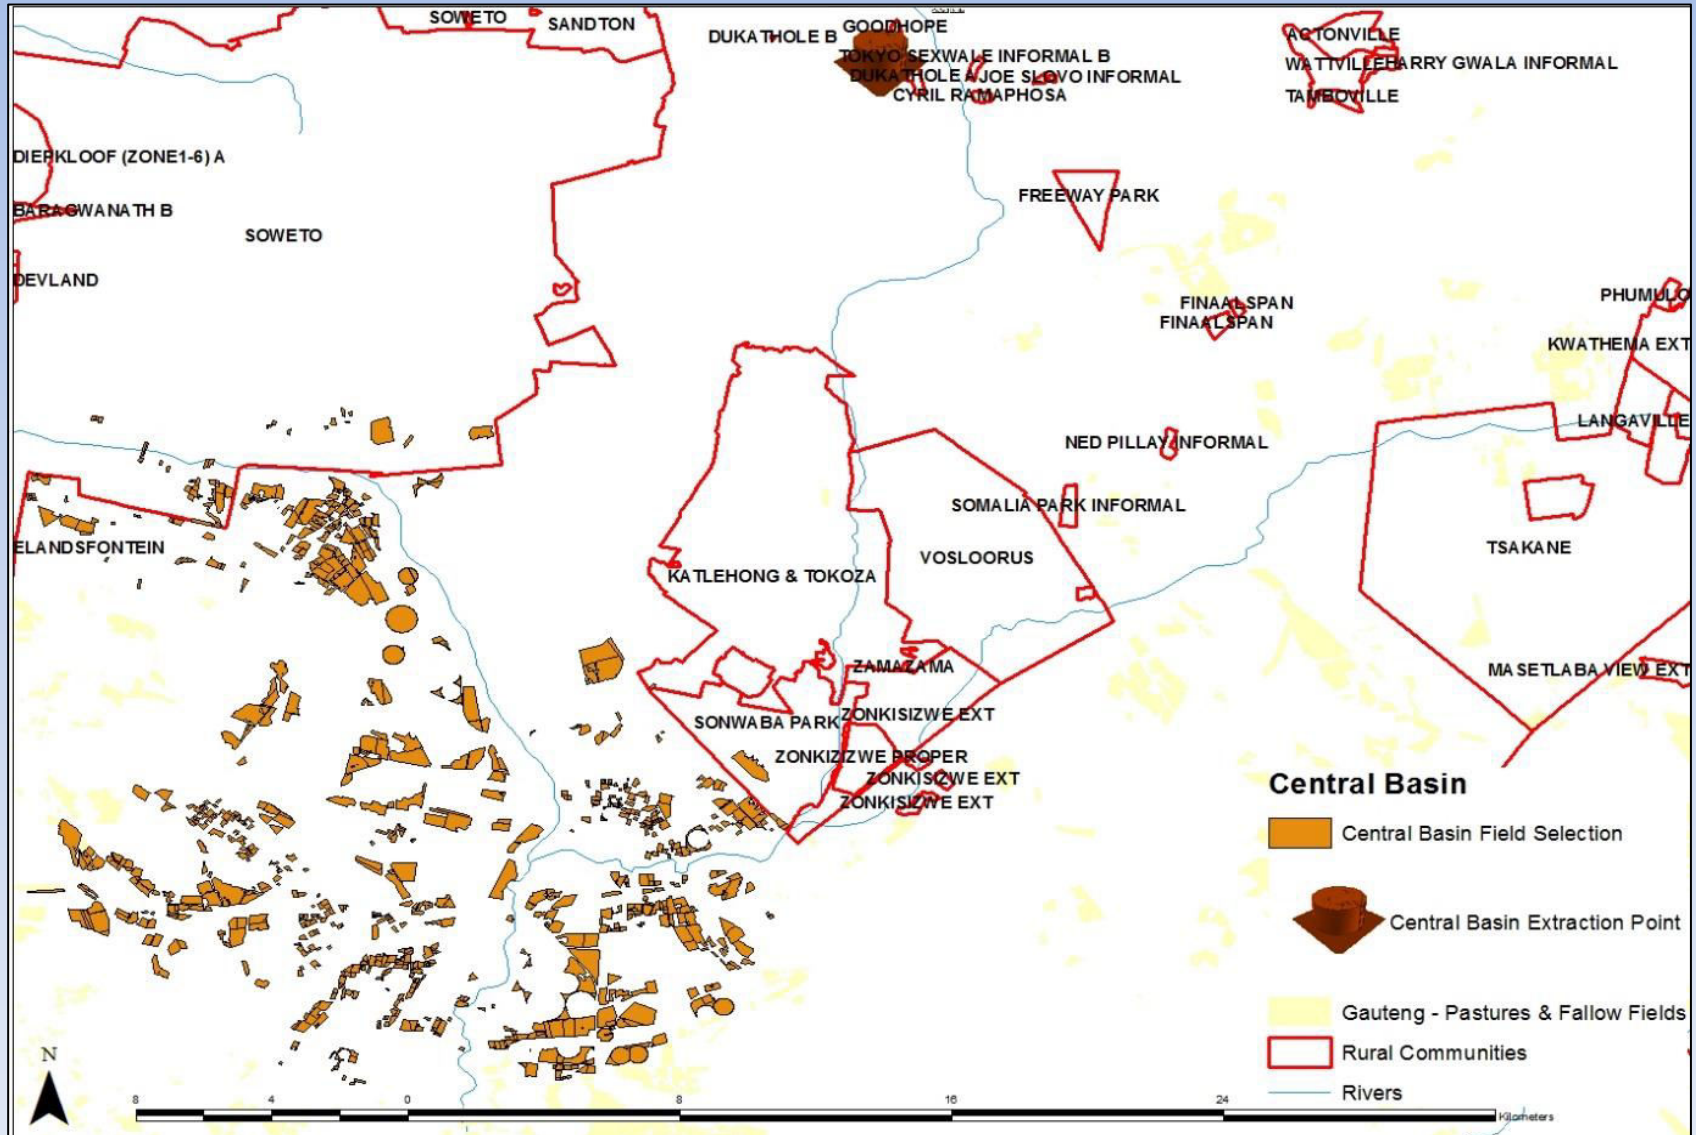 SOWETO
SANDTON
DUKATHOLE B
GOODHOPE
TOKYO SEXWALE INFORMAL B
DUKATHOLE A
JOE SLOVO INFORMAL
CYRIL RAMAPHOSA
ACTONVILLE
WATTVILLE
HARRY GWALA INFORMAL
TAMBOVILLE
DIEPKLOOF (ZONE1-6) A
BARAGWANATH B
SOWETO
DEVLAND
FREEWAY PARK
FINAALSPAN
FINAALSPAN
PHUMULO
KWATHEMA EXT
LANGAVILLE
NED PILLAY INFORMAL
SOMALIA PARK INFORMAL
ELANDSFONTEIN
KATLEHONG & TOKOZA
VOSLOORUS
TSAKANE
ZAMAZAMA
MASETLABA VIEW EXT
SONWABA PARK
ZONKISIZWE EXT
ZONKIZIZWE PROPER
ZONKISIZWE EXT
ZONKISIZWE EXT
Central Basin
Central Basin Field Selection
Central Basin Extraction Point
Gauteng - Pastures & Fallow Fields
Rural Communities
Rivers
N
8 4 0 8 16 24
Kilometers